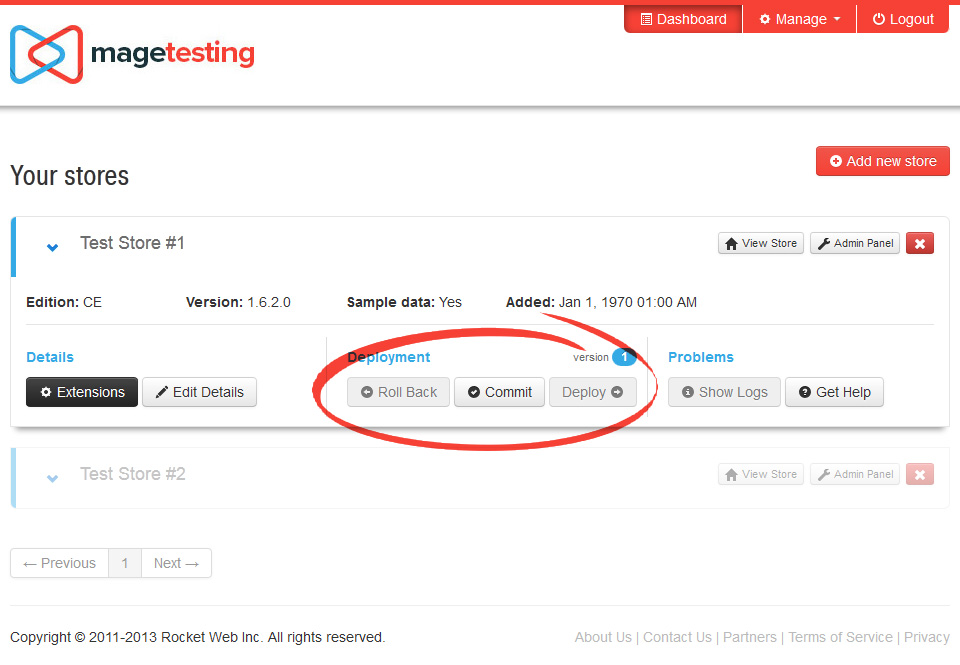 Dashboard Manage Logout
magetesting
Your stores
Add new store
Test Store #1
View Store Admin Panel
Edition: CE Version: 1.6.2.0 Sample data: Yes Added: Jan 1, 1970 01:00 AM
Details Deployment version 1 Problems
Extensions Edit Details Roll Back Commit Deploy Show Logs Get Help
Test Store #2
View Store Admin Panel
← Previous 1 Next →
Copyright © 2011-2013 Rocket Web Inc. All rights reserved. About Us | Contact Us | Partners | Terms of Service | Privacy